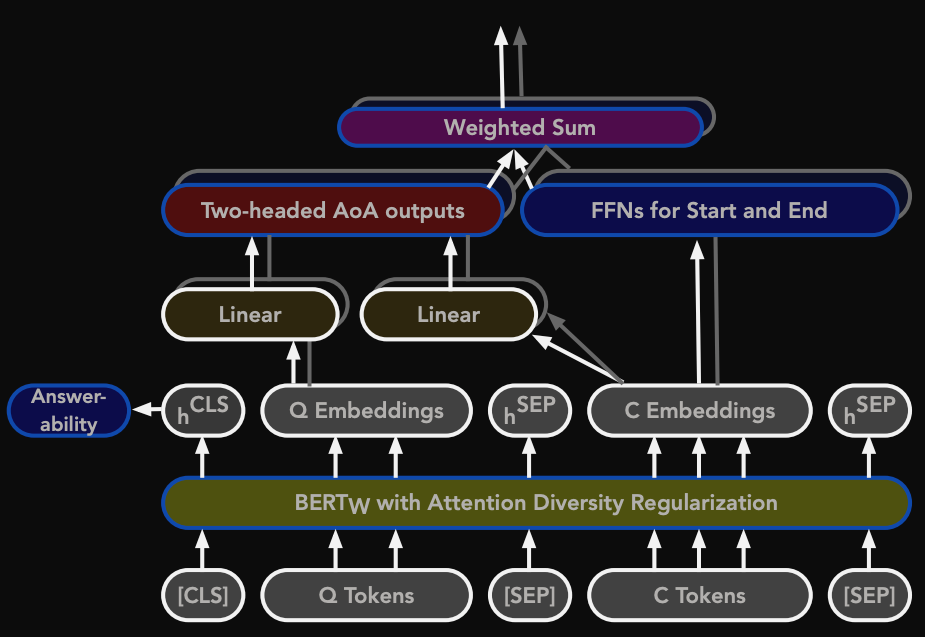 Weighted Sum
Two-headed AoA outputs
FFNs for Start and End
Linear
Linear
Answer-
ability
hCLS
Q Embeddings
hSEP
C Embeddings
hSEP
BERTW with Attention Diversity Regularization
[CLS]
Q Tokens
[SEP]
C Tokens
[SEP]